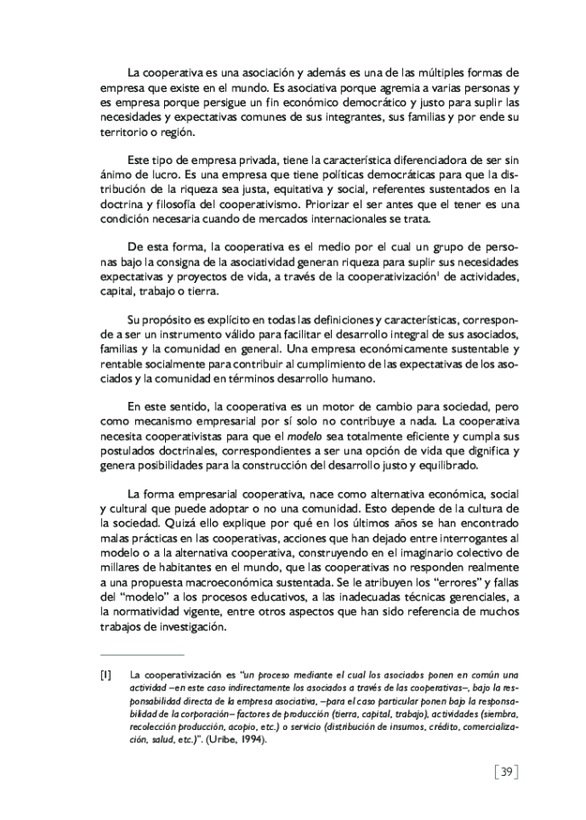 La cooperativa es una asociación y además es una de las múltiples formas de
empresa que existe en el mundo. Es asociativa porque agremia a varias personas y
es empresa porque persigue un fin económico democrático y justo para suplir las
necesidades y expectativas comunes de sus integrantes, sus familias y por ende su
territorio o región.
Este tipo de empresa privada, tiene la característica diferenciadora de ser sin
ánimo de lucro. Es una empresa que tiene políticas democráticas para que la dis-
tribución de la riqueza sea justa, equitativa y social, referentes sustentados en la
doctrina y filosofía del cooperativismo. Priorizar el ser antes que el tener es una
condición necesaria cuando de mercados internacionales se trata.
De esta forma, la cooperativa es el medio por el cual un grupo de perso-
nas bajo la consigna de la asociatividad generan riqueza para suplir sus necesidades
expectativas y proyectos de vida, a través de la cooperativización¹ de actividades,
capital, trabajo o tierra.
Su propósito es explícito en todas las definiciones y características, correspon-
de a ser un instrumento válido para facilitar el desarrollo integral de sus asociados,
familias y la comunidad en general. Una empresa económicamente sustentable y
rentable socialmente para contribuir al cumplimiento de las expectativas de los aso-
ciados y la comunidad en términos desarrollo humano.
En este sentido, la cooperativa es un motor de cambio para sociedad, pero
como mecanismo empresarial por sí solo no contribuye a nada. La cooperativa
necesita cooperativistas para que el modelo sea totalmente eficiente y cumpla sus
postulados doctrinales, correspondientes a ser una opción de vida que dignifica y
genera posibilidades para la construcción del desarrollo justo y equilibrado.
La forma empresarial cooperativa, nace como alternativa económica, social
y cultural que puede adoptar o no una comunidad. Esto depende de la cultura de
la sociedad. Quizá ello explique por qué en los últimos años se han encontrado
malas prácticas en las cooperativas, acciones que han dejado entre interrogantes al
modelo o a la alternativa cooperativa, construyendo en el imaginario colectivo de
millares de habitantes en el mundo, que las cooperativas no responden realmente
a una propuesta macroeconómica sustentada. Se le atribuyen los “errores” y fallas
del “modelo” a los procesos educativos, a las inadecuadas técnicas gerenciales, a
la normatividad vigente, entre otros aspectos que han sido referencia de muchos
trabajos de investigación.
[1] La cooperativización es “un proceso mediante el cual los asociados ponen en común una
actividad –en este caso indirectamente los asociados a través de las cooperativas–, bajo la res-
ponsabilidad directa de la empresa asociativa, –para el caso particular ponen bajo la responsa-
bilidad de la corporación– factores de producción (tierra, capital, trabajo), actividades (siembra,
recolección producción, acopio, etc.) o servicio (distribución de insumos, crédito, comercializa-
ción, salud, etc.)”. (Uribe, 1994).
[39]